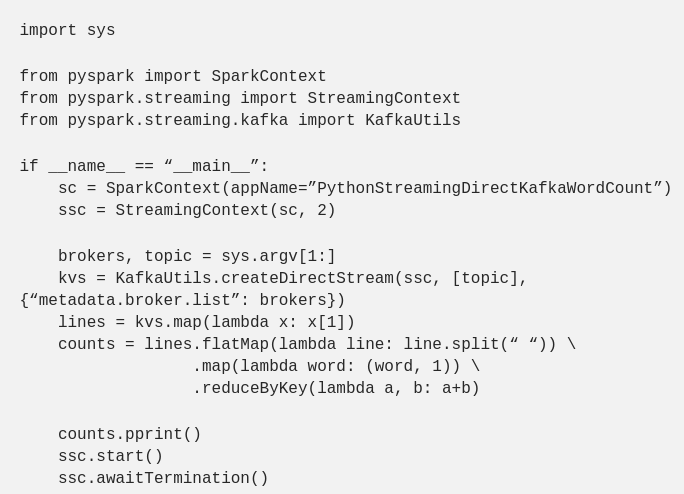 import sys

from pyspark import SparkContext
from pyspark.streaming import StreamingContext
from pyspark.streaming.kafka import KafkaUtils

if __name__ == “__main__”:
    sc = SparkContext(appName=”PythonStreamingDirectKafkaWordCount”)
    ssc = StreamingContext(sc, 2)

    brokers, topic = sys.argv[1:]
    kvs = KafkaUtils.createDirectStream(ssc, [topic],
{“metadata.broker.list”: brokers})
    lines = kvs.map(lambda x: x[1])
    counts = lines.flatMap(lambda line: line.split(“ “)) \
                  .map(lambda word: (word, 1)) \
                  .reduceByKey(lambda a, b: a+b)

    counts.pprint()
    ssc.start()
    ssc.awaitTermination()